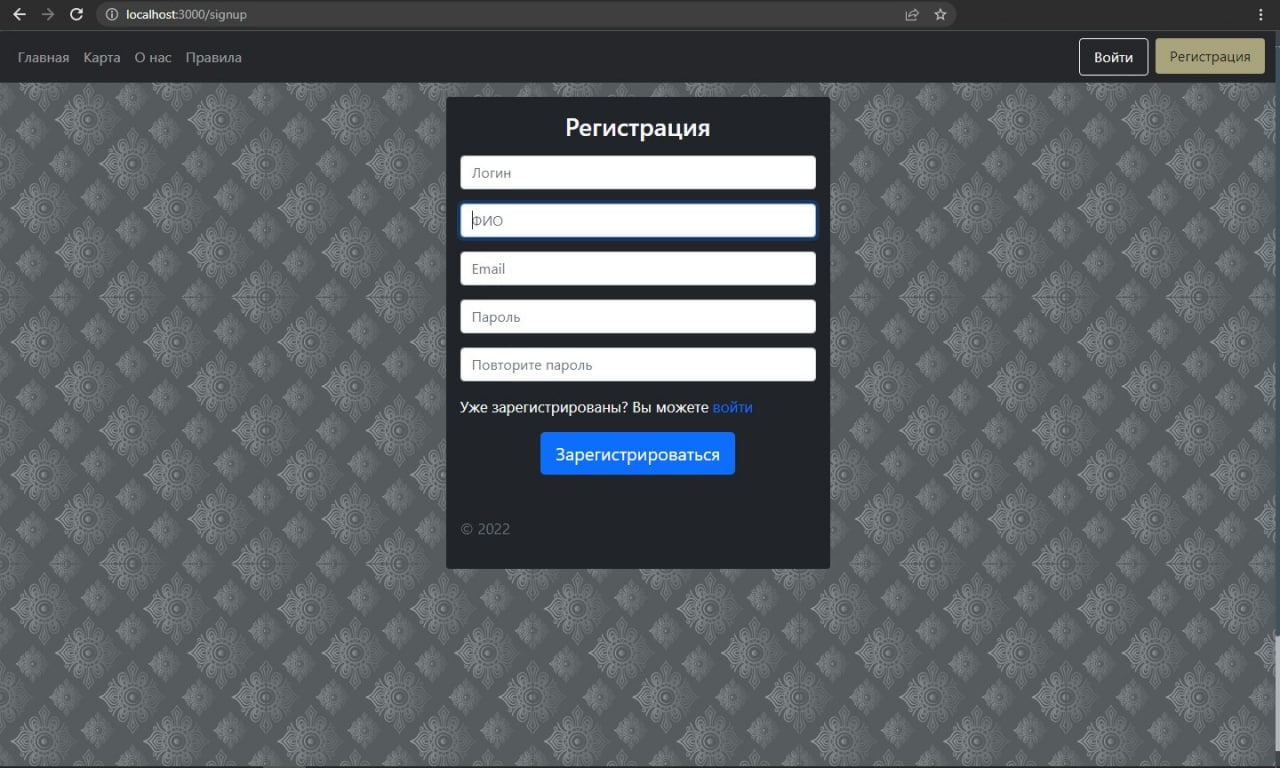 localhost:3000/signup
Главная Карта О нас Правила Войти Регистрация
Регистрация
Логин
ФИО
Email
Пароль
Повторите пароль
Уже зарегистрированы? Вы можете войти
Зарегистрироваться
© 2022